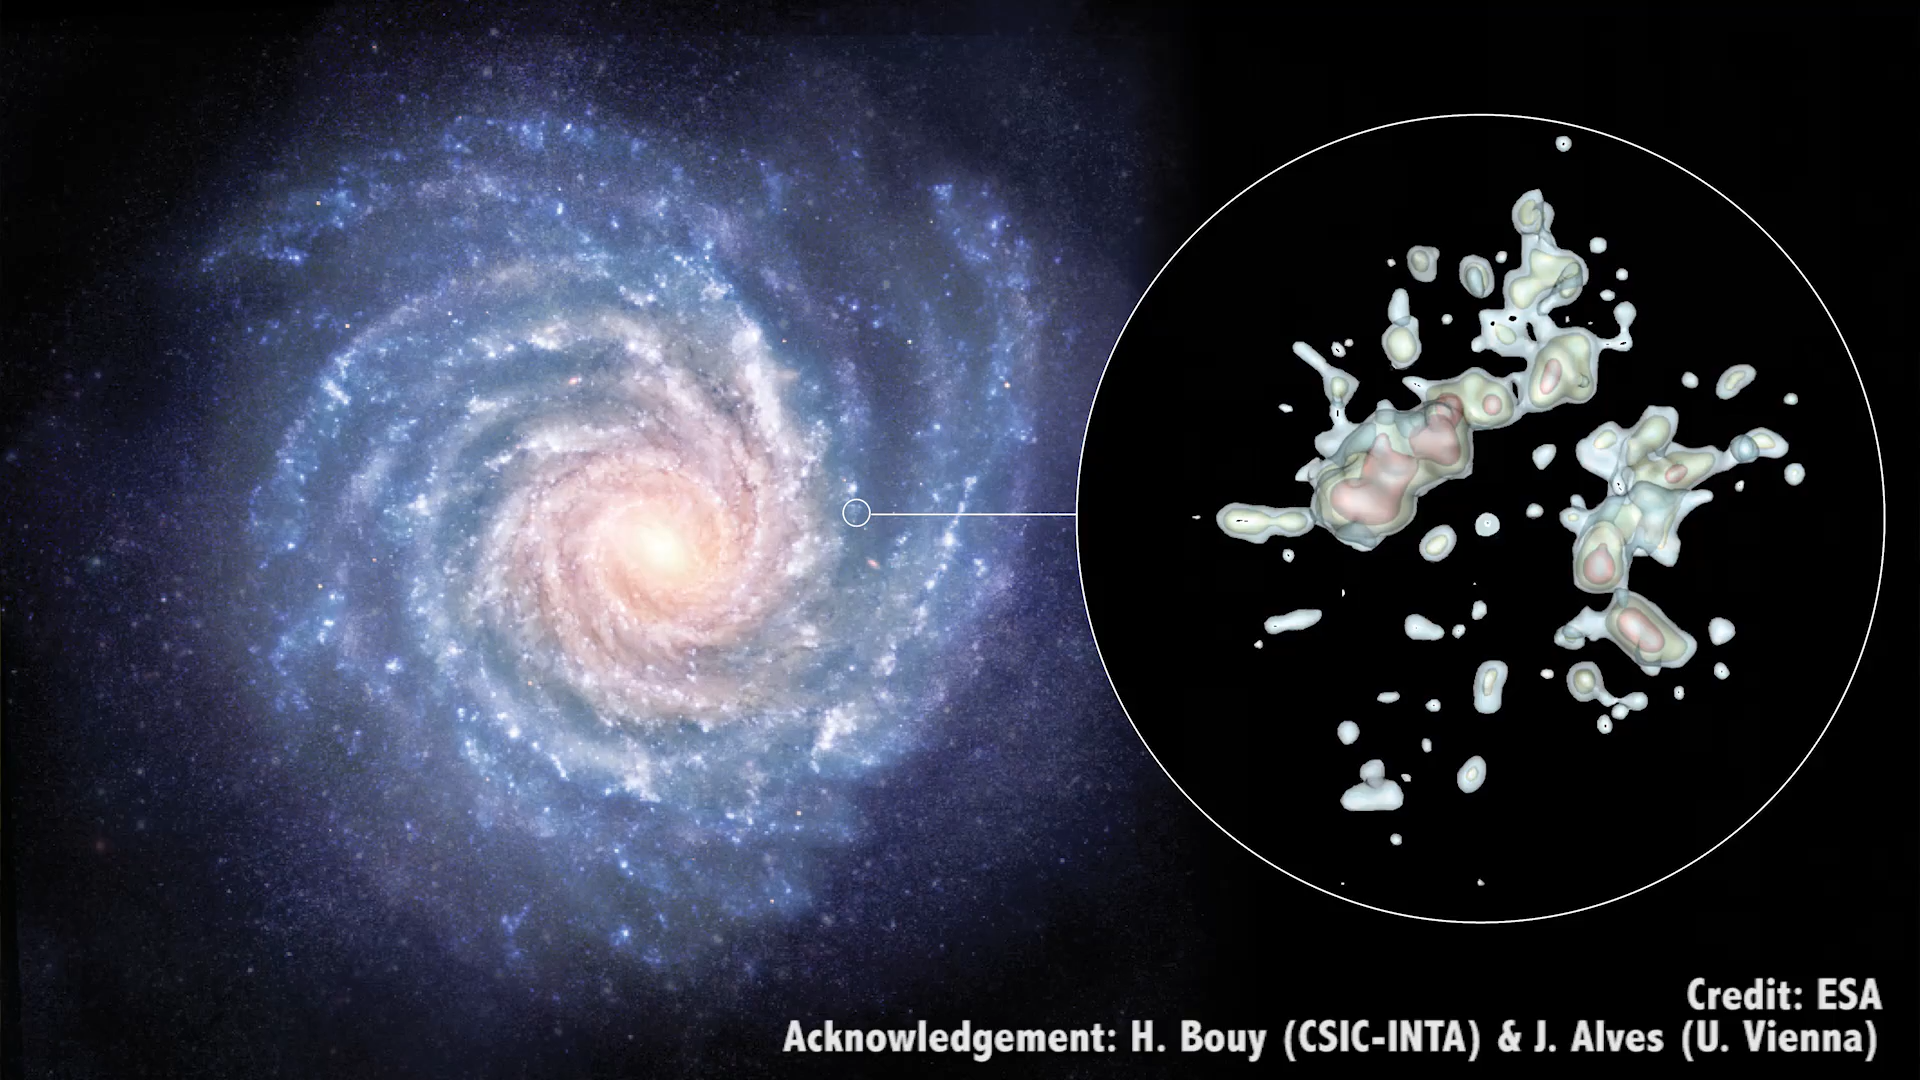 Credit: ESA
Acknowledgement: H. Bouy (CSIC-INTA) & J. Alves (U. Vienna)